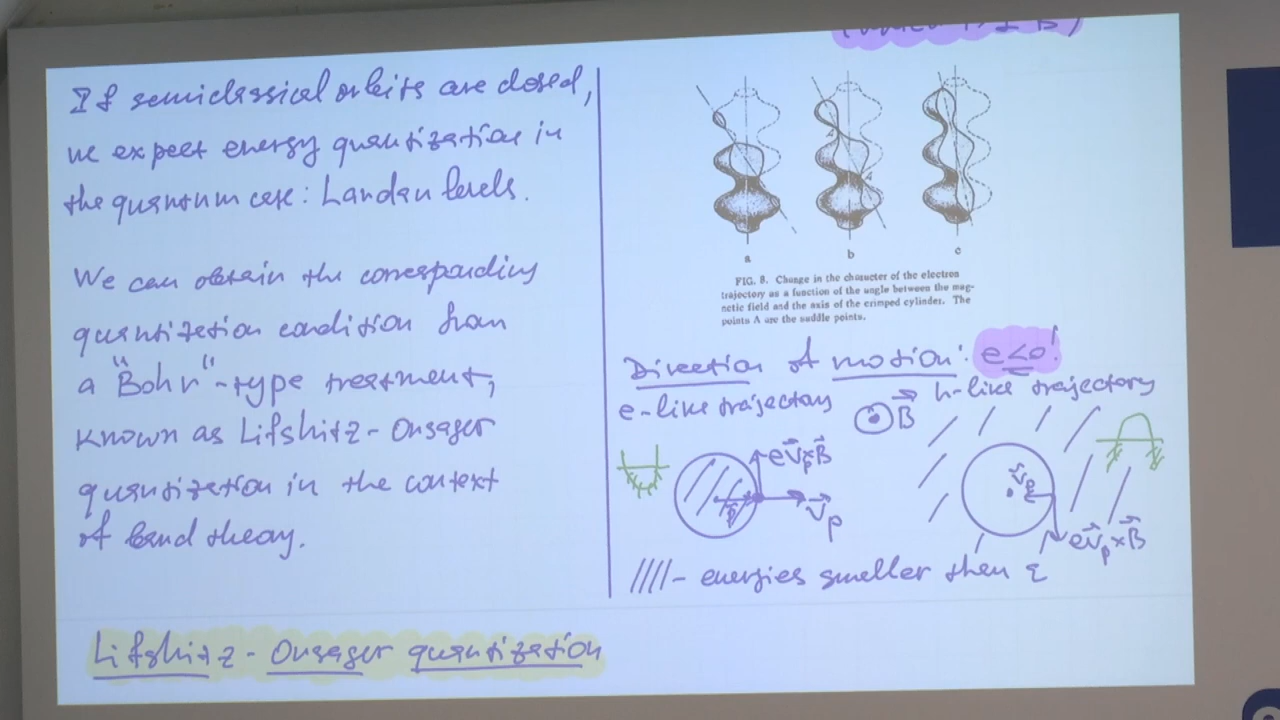 If semiclassical orbits are closed,
we expect energy quantization in
the quantum case: Landau levels.
We can obtain the corresponding
quantization condition from
a "Bohr"-type treatment,
known as Lifshitz-Onsager
quantization in the context
of band theory.
Lifshitz-Onsager quantization
a b c
FIG. 8. Change in the character of the electron
trajectory as a function of the angle between the mag-
netic field and the axis of the crimped cylinder. The
points A are the saddle points.
Direction of motion: e<0!
e-like trajectory
B⃗
h-like trajectory
ev⃗ₚ×B⃗
v⃗ₚ
v⃗ₚ
ev⃗ₚ×B⃗
//// - energies smaller than ε